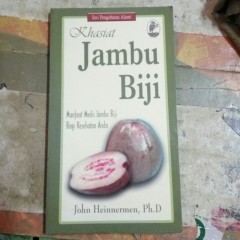 Seri Pengobatan Alami
Khasiat
Jambu
Biji
Manfaat Medis Jambu Biji
Bagi Kesehatan Anda
John Heinnermen, Ph.D